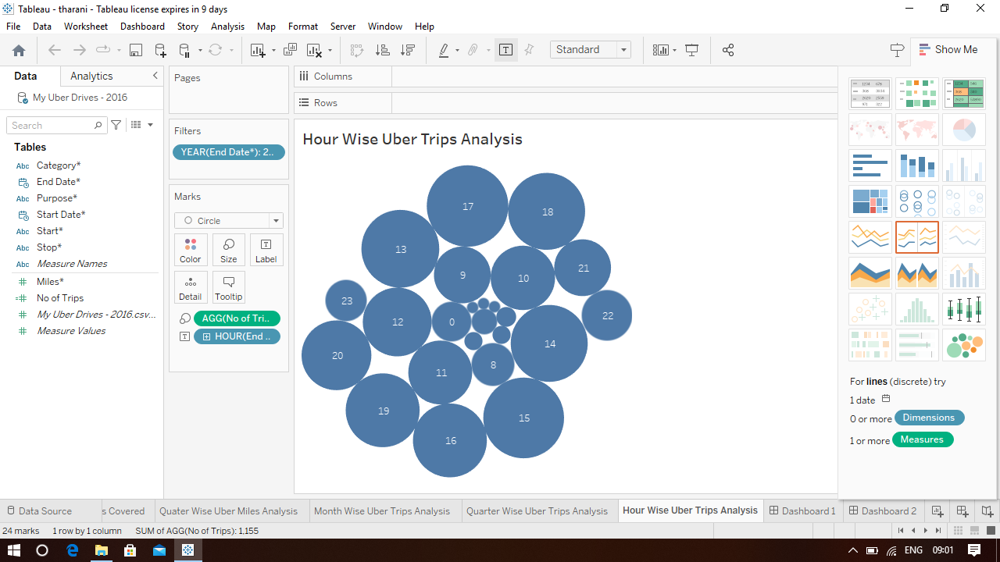 Tableau - tharani - Tableau license expires in 9 days
File Data Worksheet Dashboard Story Analysis Map Format Server Window Help
Standard
Show Me
Data Analytics
My Uber Drives - 2016
Search
Tables
Abc Category*
End Date*
Abc Purpose*
Start Date*
Abc Start*
Abc Stop*
Abc Measure Names
Miles*
No of Trips
My Uber Drives - 2016.csv...
Measure Values
Pages
Filters
YEAR(End Date*): 2..
Marks
Circle
Color Size Label
Detail Tooltip
AGG(No of Tri..
HOUR(End ..
Columns
Rows
Hour Wise Uber Trips Analysis
17
18
13
21
9
10
23
22
12
0
14
20
8
11
19
15
16
For lines (discrete) try
1 date
0 or more Dimensions
1 or more Measures
Data Source s Covered Quater Wise Uber Miles Analysis Month Wise Uber Trips Analysis Quarter Wise Uber Trips Analysis Hour Wise Uber Trips Analysis Dashboard 1 Dashboard 2
24 marks 1 row by 1 column SUM of AGG(No of Trips): 1,155
ENG 09:01